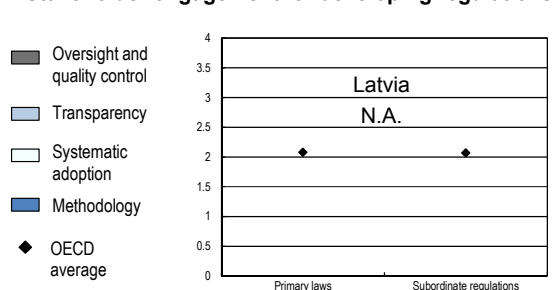 Oversight and
quality control
Transparency
Systematic
adoption
Methodology
OECD
average
4
3.5
3
2.5
2
1.5
1
0.5
0
Latvia
N.A.
Primary laws
Subordinate regulations